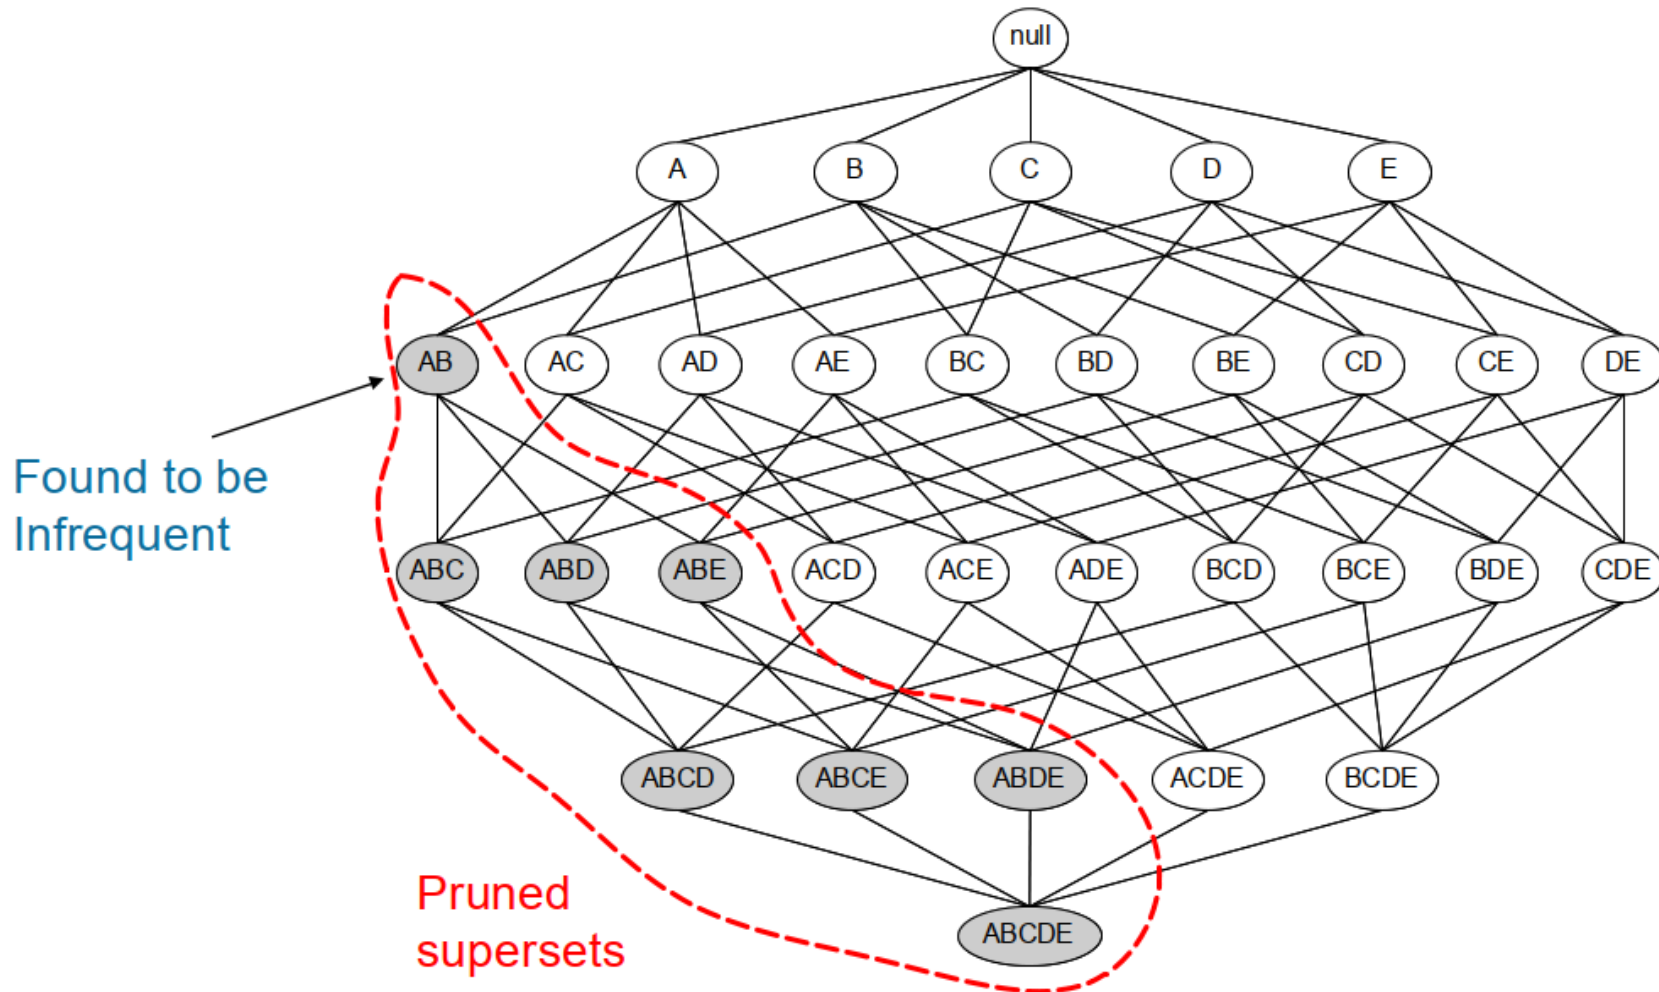 null
A B C D E
AB AC AD AE BC BD BE CD CE DE
Found to be
Infrequent
ABC ABD ABE ACD ACE ADE BCD BCE BDE CDE
ABCD ABCE ABDE ACDE BCDE
Pruned
supersets
ABCDE